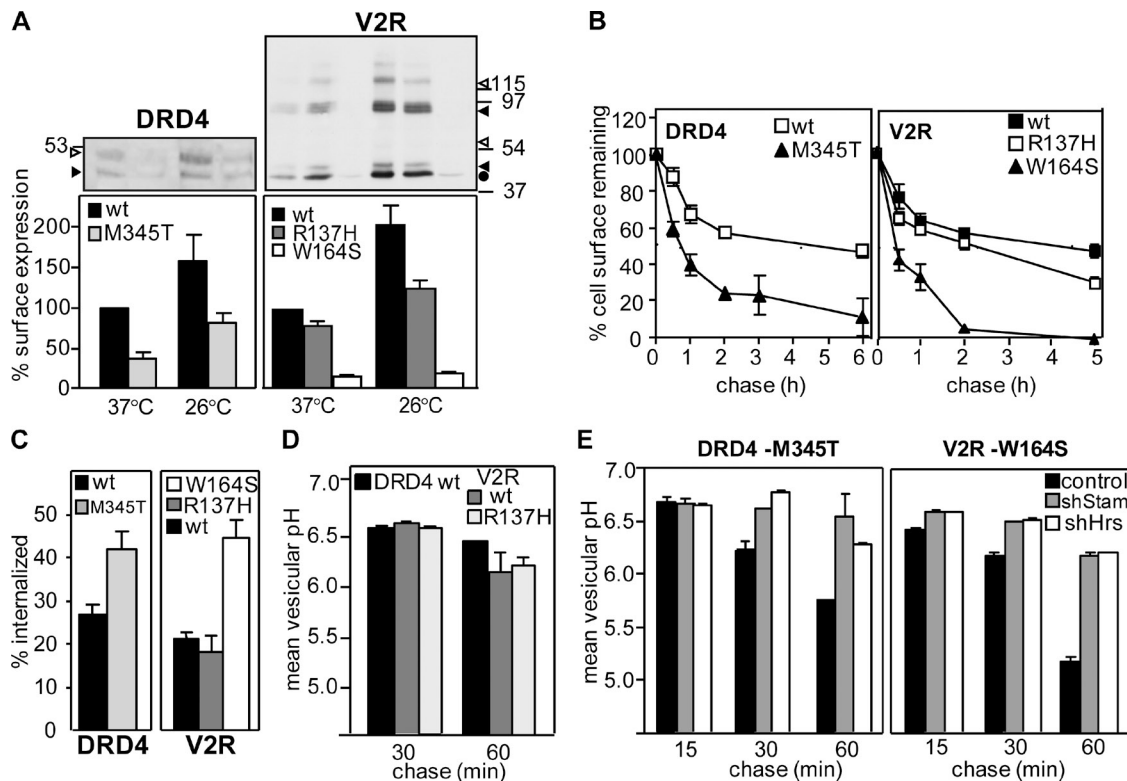 A
V2R
DRD4
53
115
97
54
37
wt
M345T
wt
R137H
W164S
% surface expression
200
150
100
50
0
37°C 26°C
37°C 26°C
B
DRD4
wt
M345T
V2R
wt
R137H
W164S
% cell surface remaining
120
100
80
60
40
20
0
0 1 2 3 4 5 6
0 1 2 3 4 5
chase (h)
chase (h)
C
wt
M345T
W164S
R137H
wt
% internalized
50
40
30
20
10
0
DRD4
V2R
D
DRD4 wt
V2R
wt
R137H
mean vesicular pH
7.0
6.5
6.0
5.5
5.0
30 60
chase (min)
E
DRD4 -M345T
V2R -W164S
control
shStam
shHrs
mean vesicular pH
7.0
6.5
6.0
5.5
5.0
15 30 60
15 30 60
chase (min)
chase (min)